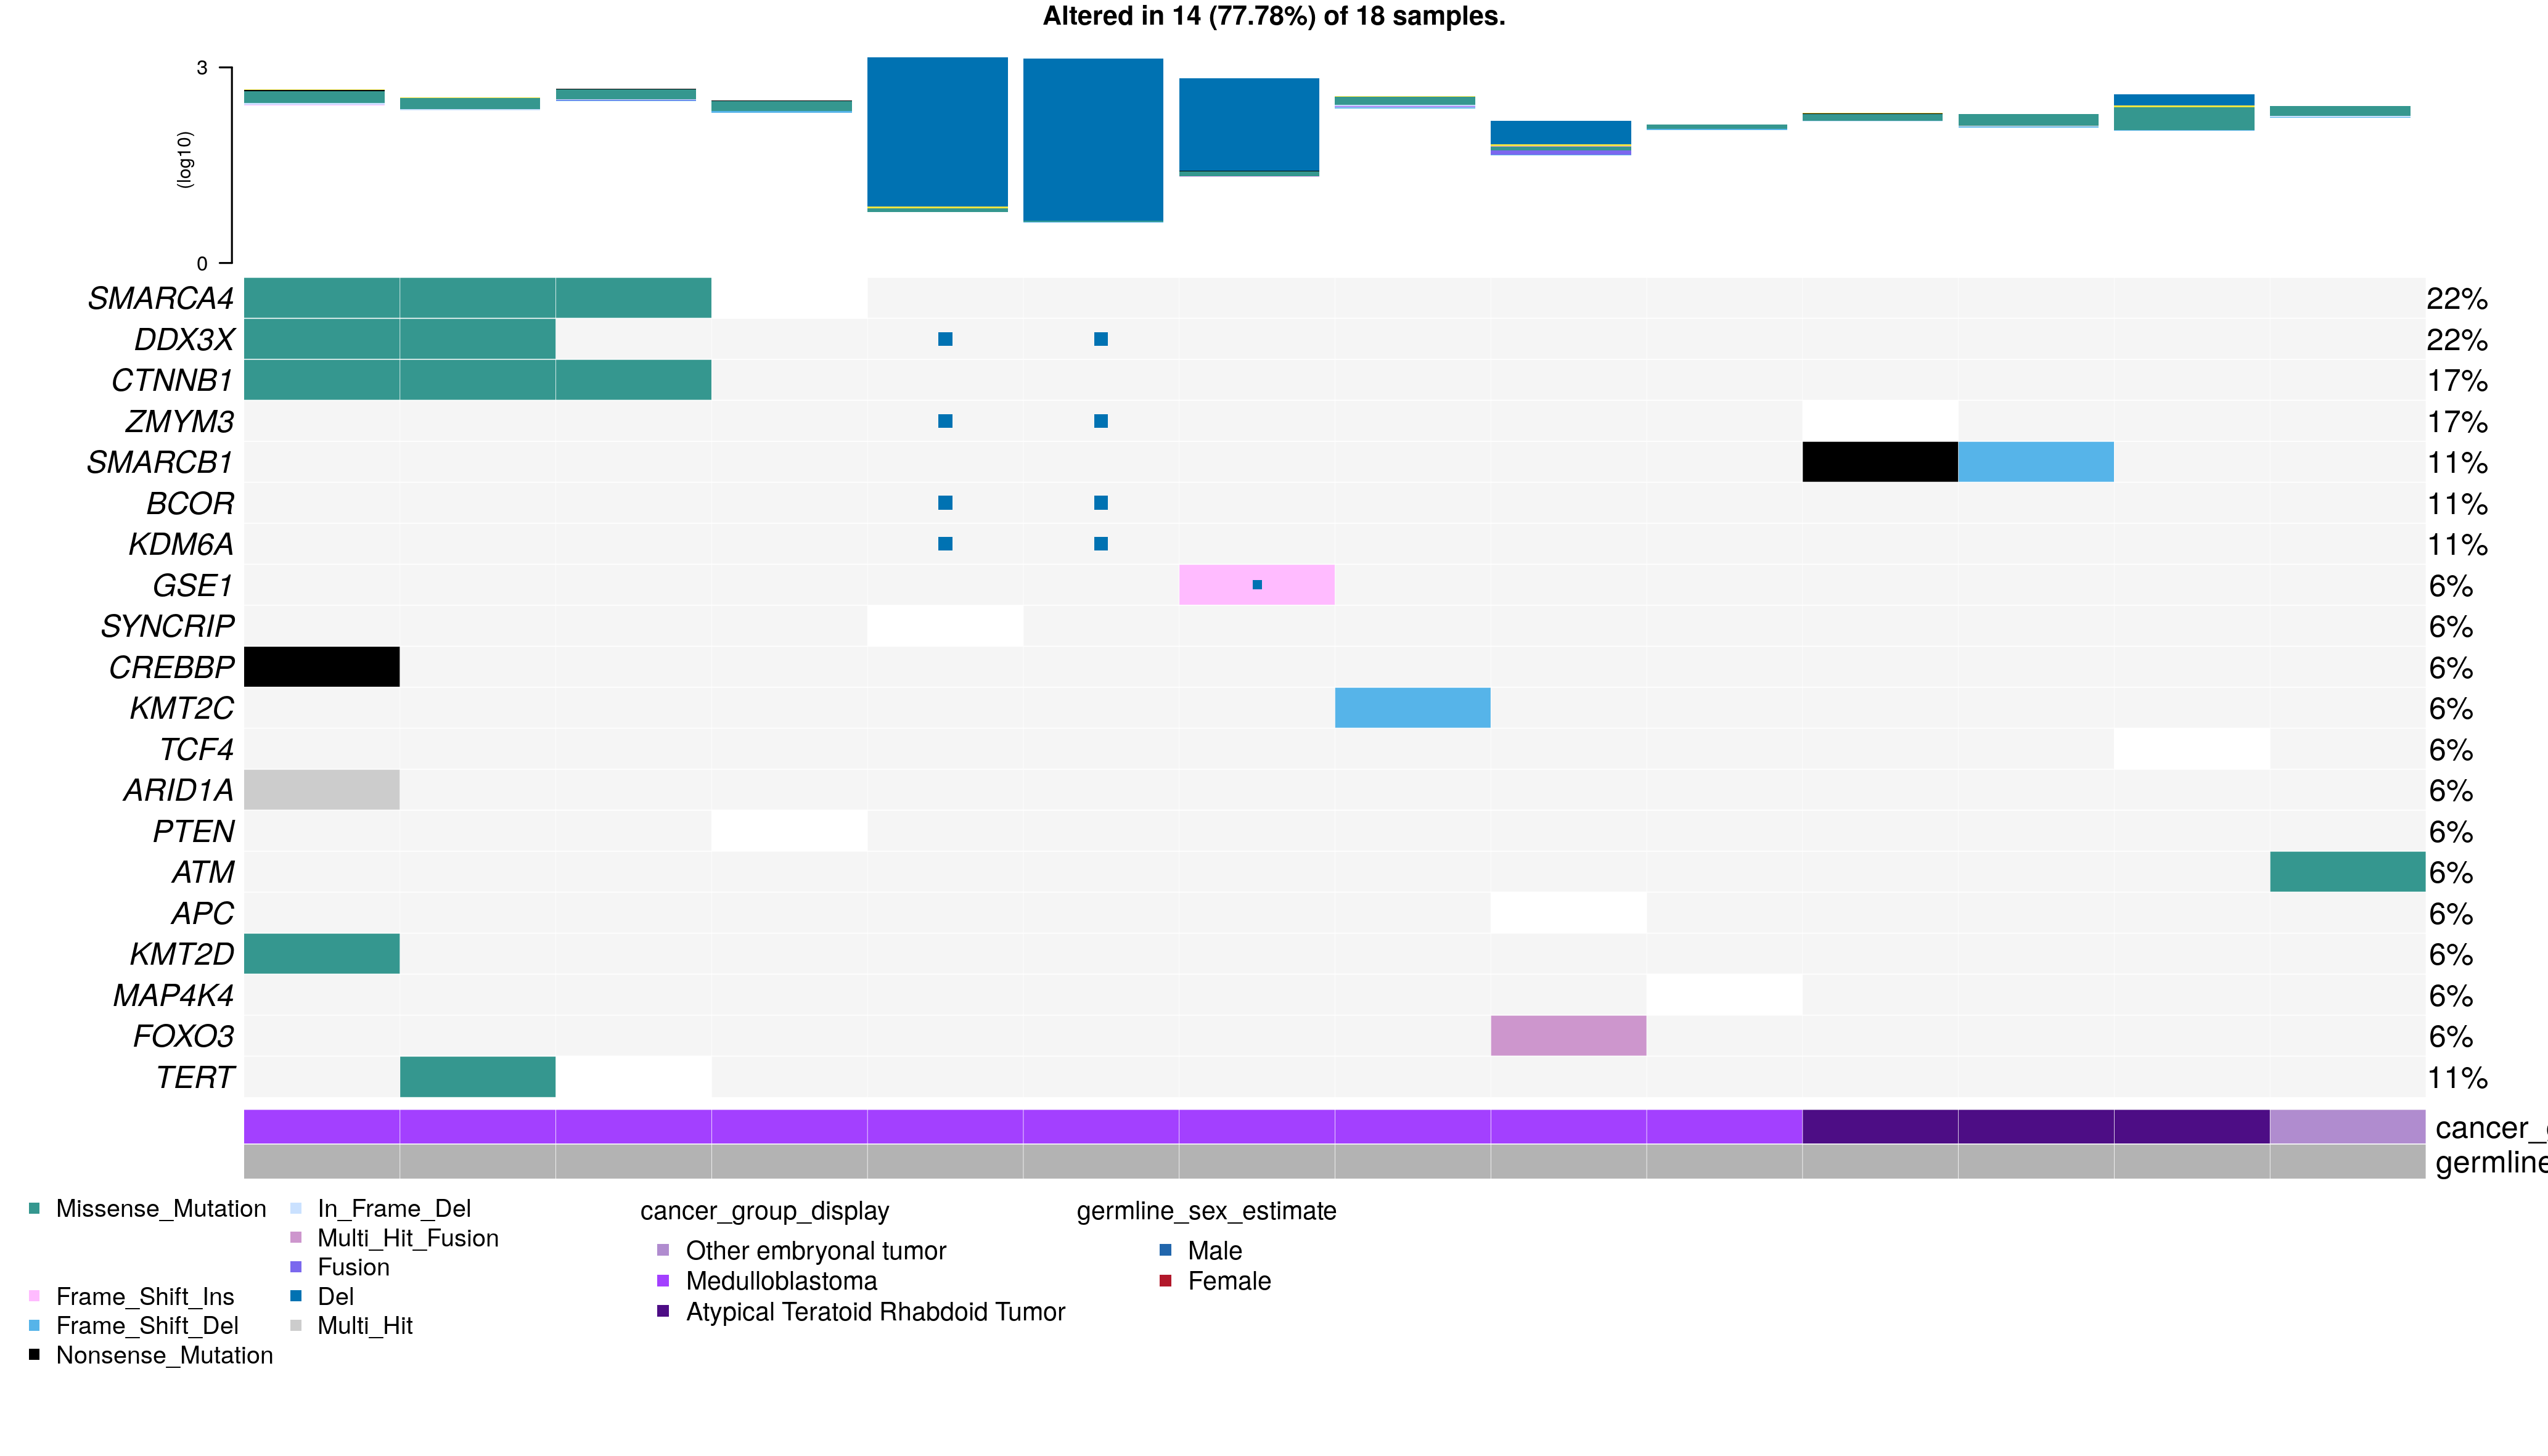 Altered in 14 (77.78%) of 18 samples.
3
(log10)
0
SMARCA4 22%
DDX3X 22%
CTNNB1 17%
ZMYM3 17%
SMARCB1 11%
BCOR 11%
KDM6A 11%
GSE1 6%
SYNCRIP 6%
CREBBP 6%
KMT2C 6%
TCF4 6%
ARID1A 6%
PTEN 6%
ATM 6%
APC 6%
KMT2D 6%
MAP4K4 6%
FOXO3 6%
TERT 11%
cancer_
germline
Missense_Mutation
Frame_Shift_Ins
Frame_Shift_Del
Nonsense_Mutation
In_Frame_Del
Multi_Hit_Fusion
Fusion
Del
Multi_Hit
cancer_group_display
Other embryonal tumor
Medulloblastoma
Atypical Teratoid Rhabdoid Tumor
germline_sex_estimate
Male
Female